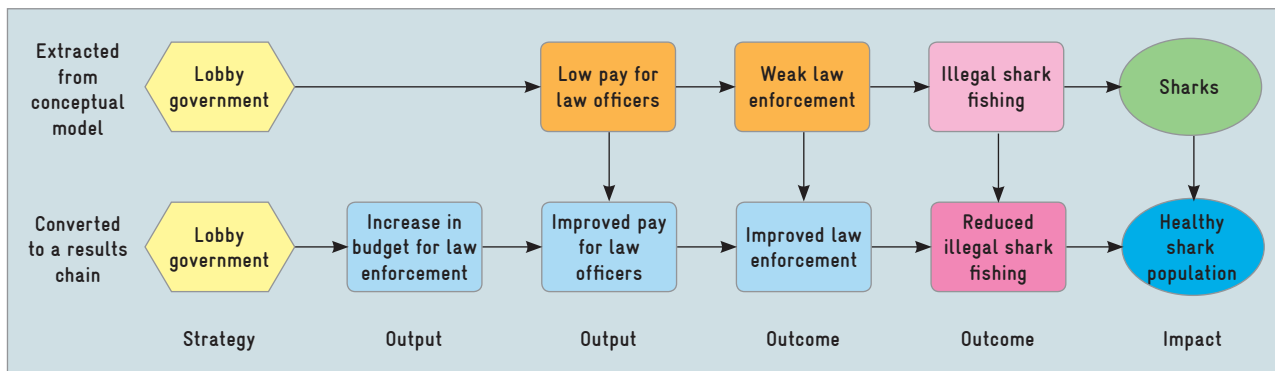 Extracted
from
conceptual
model
Lobby
government
Low pay for
law officers
Weak law
enforcement
Illegal shark
fishing
Sharks
Converted
to a results
chain
Lobby
government
Increase in
budget for law
enforcement
Improved pay
for law
officers
Improved law
enforcement
Reduced
illegal shark
fishing
Healthy
shark
population
Strategy
Output
Output
Outcome
Outcome
Impact